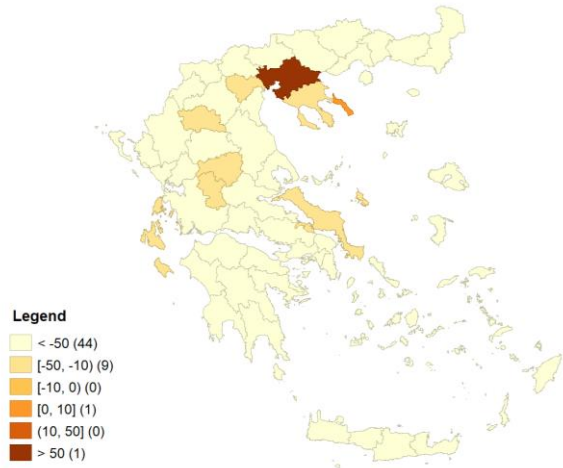 Legend
< -50 (44)
[-50, -10) (9)
[-10, 0) (0)
[0, 10] (1)
(10, 50] (0)
> 50 (1)